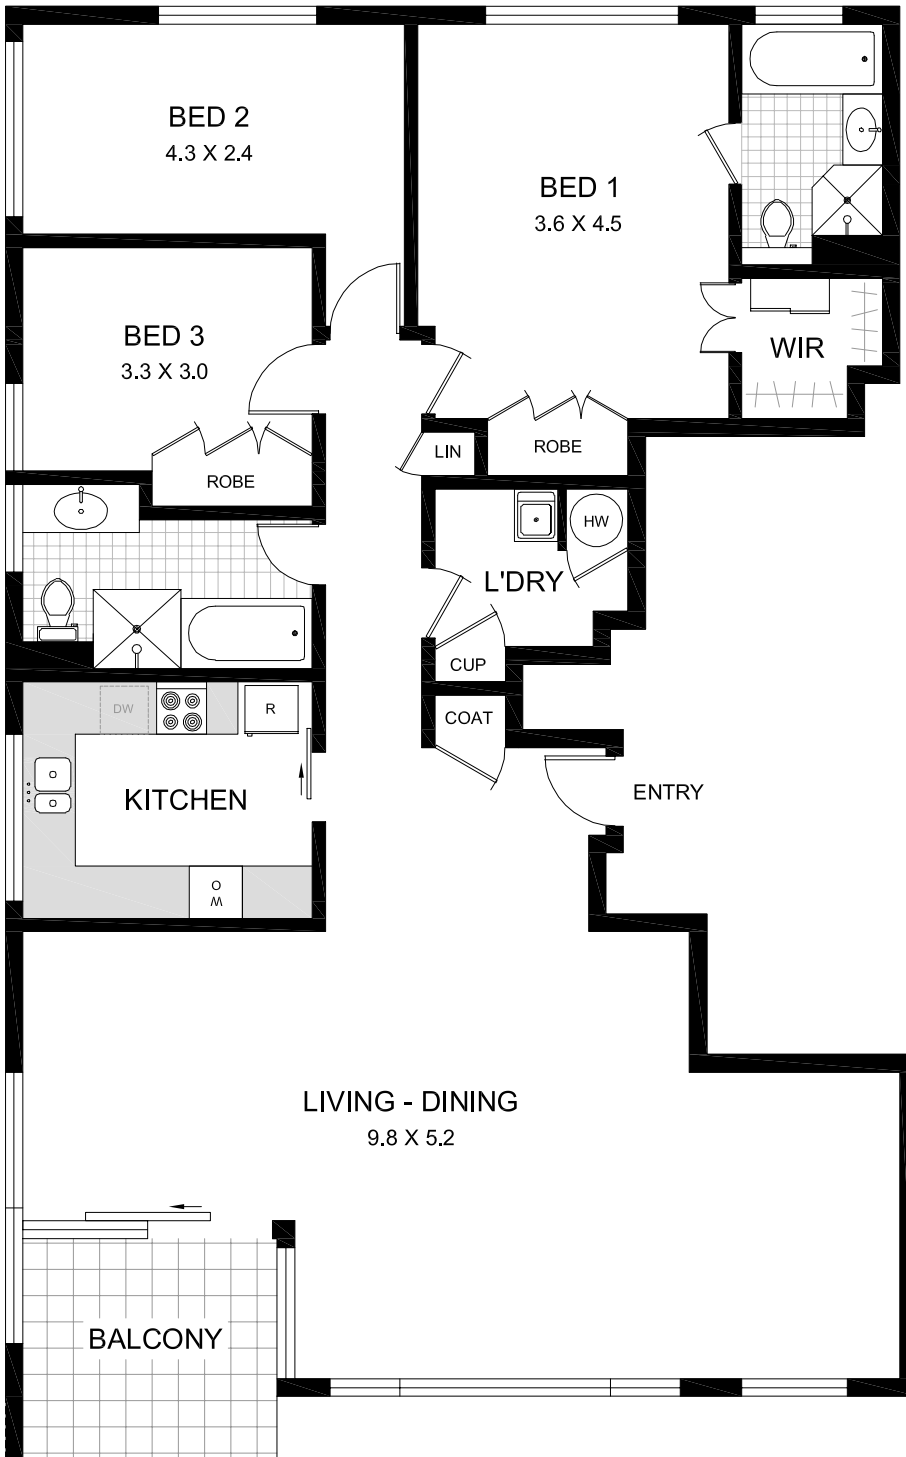 BED 2
4.3 X 2.4
BED 1
3.6 X 4.5
BED 3
3.3 X 3.0
WIR
LIN
ROBE
ROBE
HW
L'DRY
CUP
COAT
DW
R
KITCHEN
ENTRY
O
W
LIVING - DINING
9.8 X 5.2
BALCONY